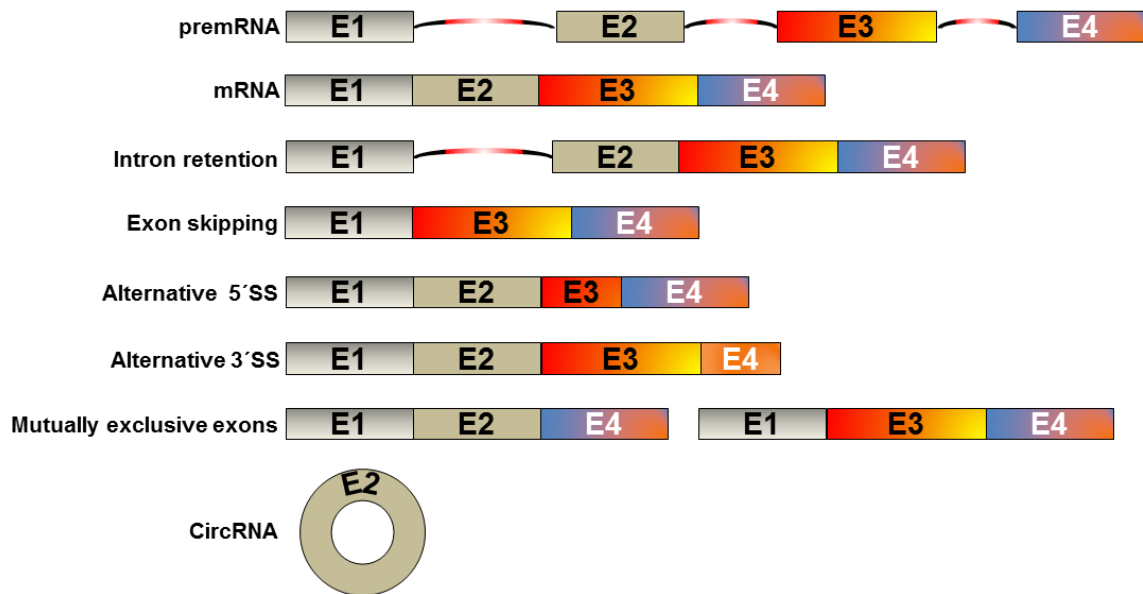 premRNA E1 E2 E3 E4
mRNA E1 E2 E3 E4
Intron retention E1 E2 E3 E4
Exon skipping E1 E3 E4
Alternative 5´SS E1 E2 E3 E4
Alternative 3´SS E1 E2 E3 E4
Mutually exclusive exons E1 E2 E4 E1 E3 E4
E2
CircRNA